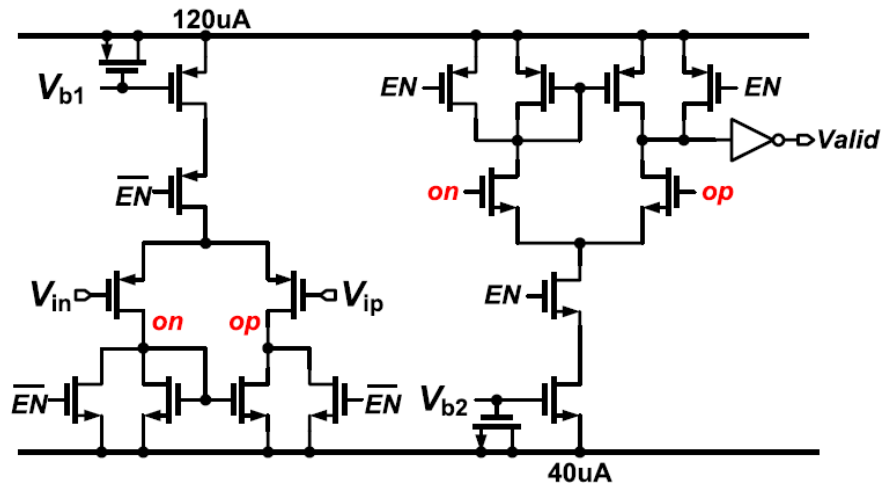 120uA
Vb1
EN
EN
Valid
EN
on
op
Vin
Vip
on
op
EN
EN
EN
Vb2
40uA